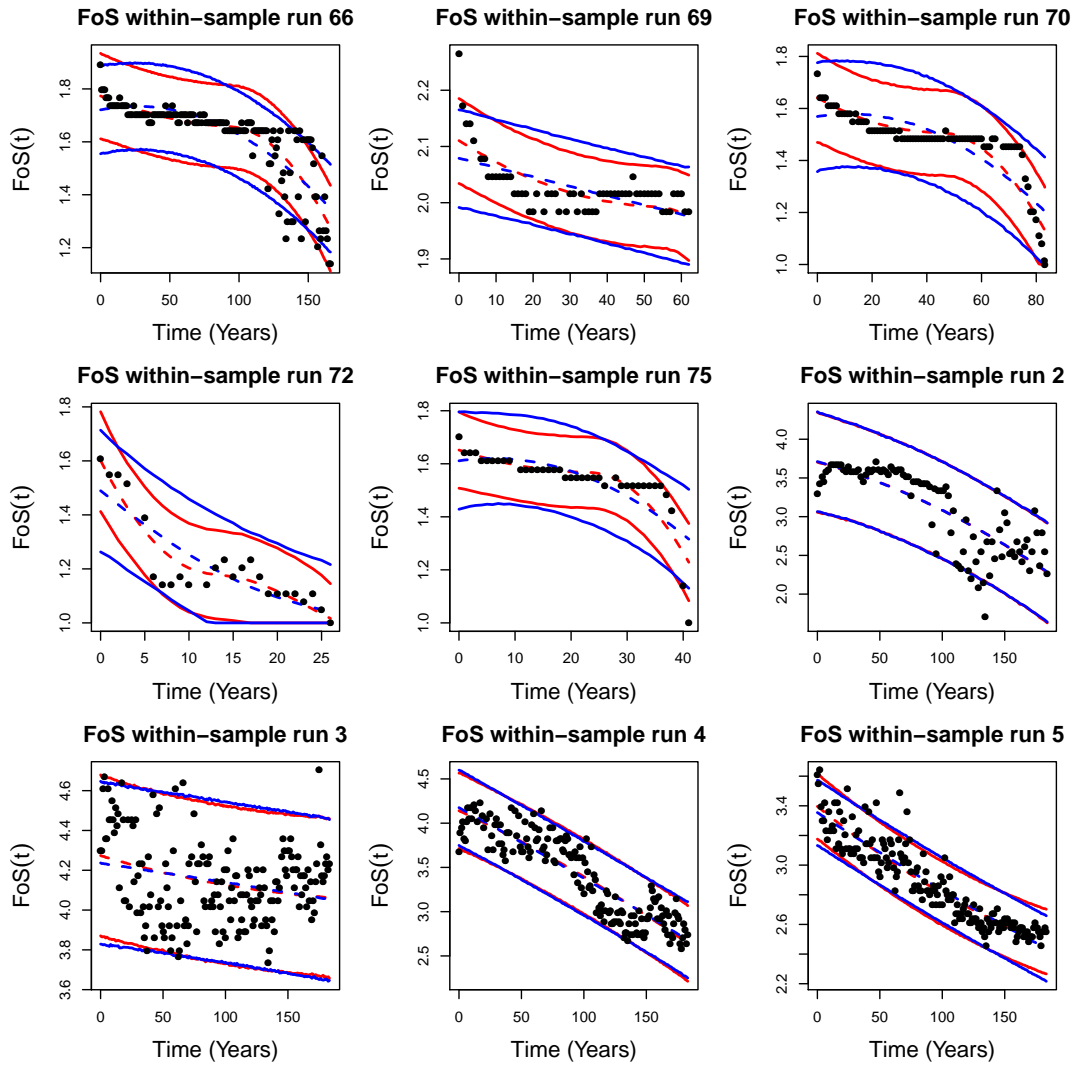 FoS within−sample run 66
FoS(t)
1.2 1.4 1.6 1.8
0 50 100 150
Time (Years)
FoS within−sample run 69
FoS(t)
1.9 2.0 2.1 2.2
0 10 20 30 40 50 60
Time (Years)
FoS within−sample run 70
FoS(t)
1.0 1.2 1.4 1.6 1.8
0 20 40 60 80
Time (Years)
FoS within−sample run 72
FoS(t)
1.0 1.2 1.4 1.6 1.8
0 5 10 15 20 25
Time (Years)
FoS within−sample run 75
FoS(t)
1.0 1.2 1.4 1.6 1.8
0 10 20 30 40
Time (Years)
FoS within−sample run 2
FoS(t)
2.0 2.5 3.0 3.5 4.0
0 50 100 150
Time (Years)
FoS within−sample run 3
FoS(t)
3.6 3.8 4.0 4.2 4.4 4.6
0 50 100 150
Time (Years)
FoS within−sample run 4
FoS(t)
2.5 3.0 3.5 4.0 4.5
0 50 100 150
Time (Years)
FoS within−sample run 5
FoS(t)
2.2 2.6 3.0 3.4
0 50 100 150
Time (Years)